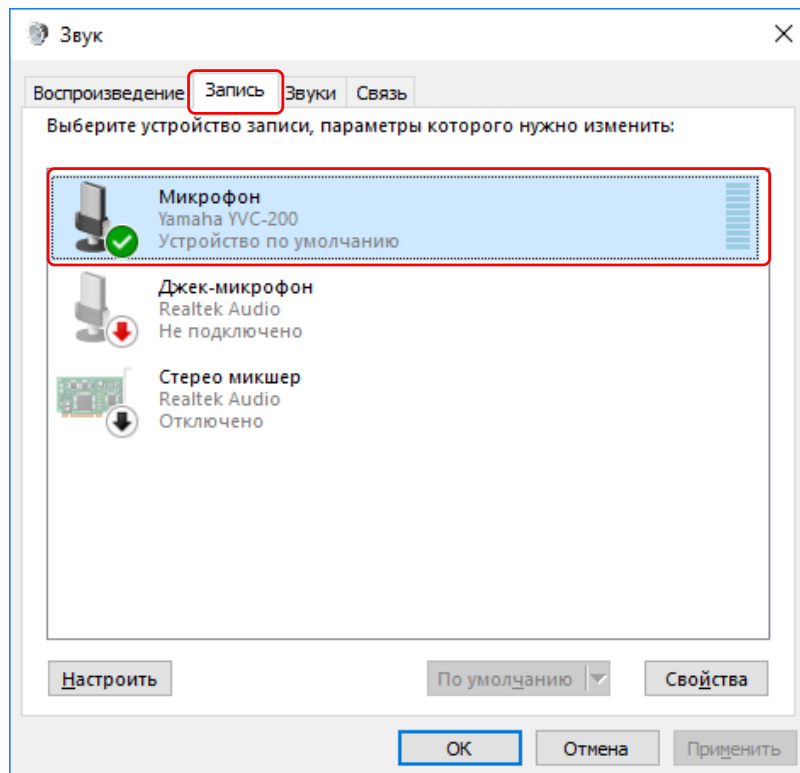 Звук
Воспроизведение Запись Звуки Связь
Выберите устройство записи, параметры которого нужно изменить:
Микрофон
Yamaha YVC-200
Устройство по умолчанию
Джек-микрофон
Realtek Audio
Не подключено
Стерео микшер
Realtek Audio
Отключено
Настроить По умолчанию Свойства
ОК Отмена Применить